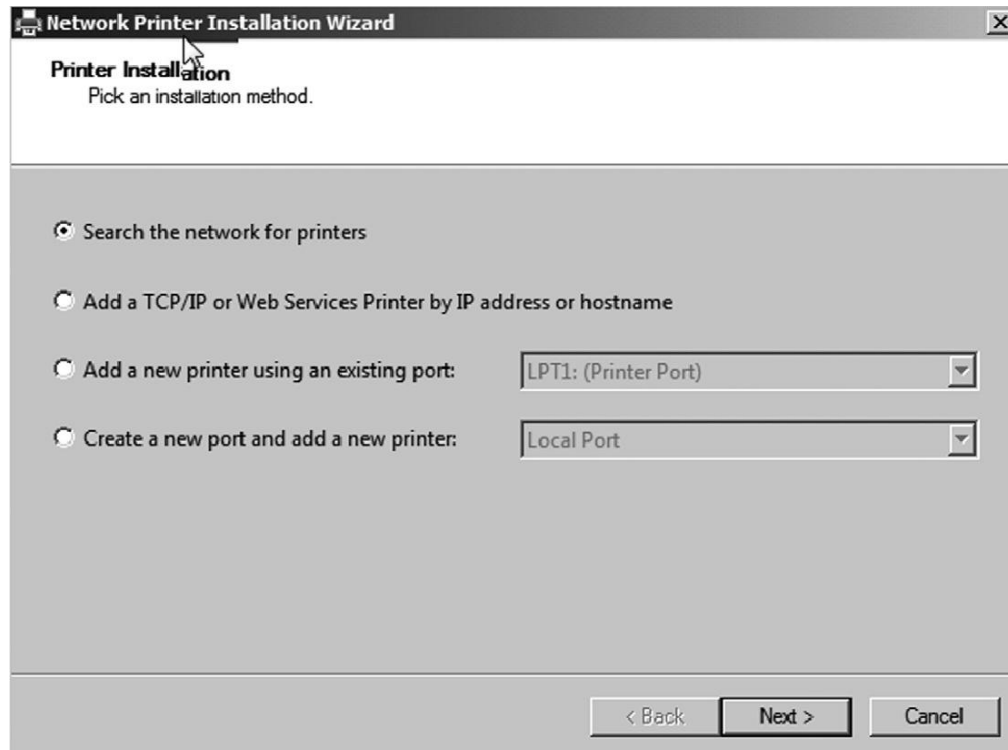 Network Printer Installation Wizard
Printer Installation
Pick an installation method.
Search the network for printers
Add a TCP/IP or Web Services Printer by IP address or hostname
Add a new printer using an existing port: LPT1: (Printer Port)
Create a new port and add a new printer: Local Port
< Back Next > Cancel